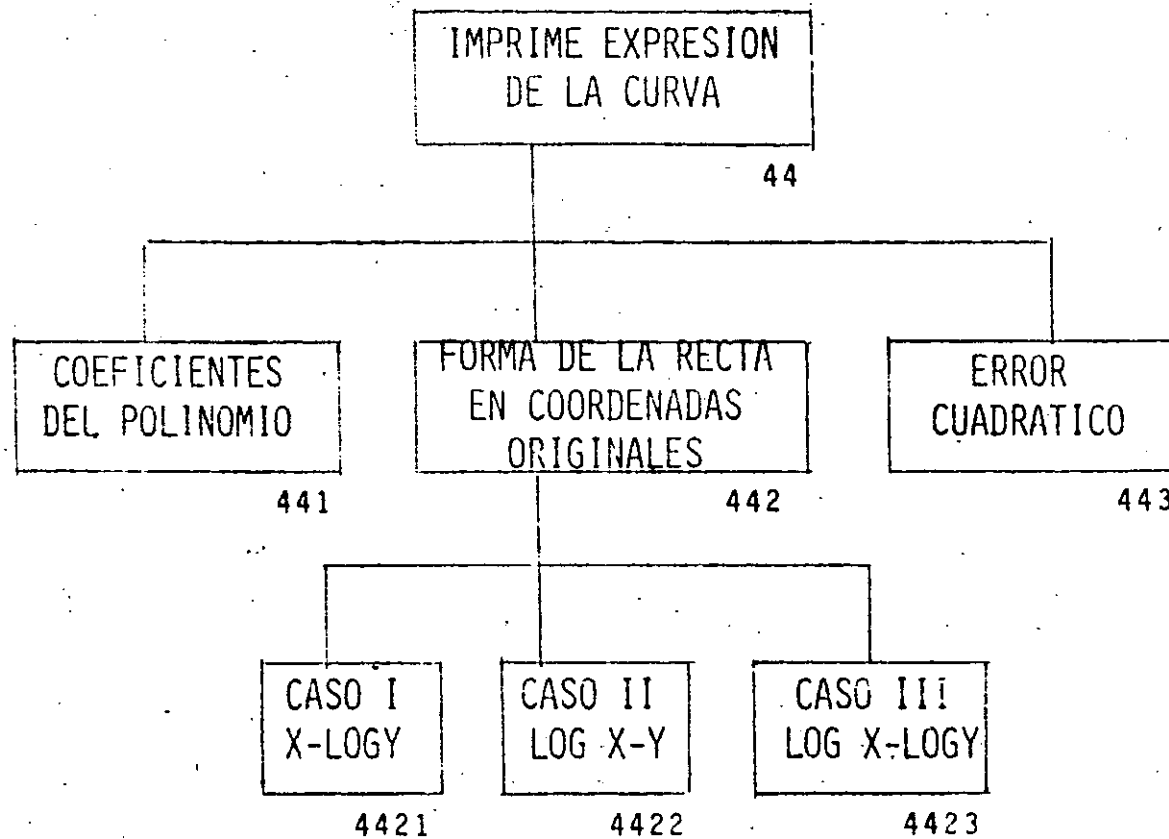 IMPRIME EXPRESION
DE LA CURVA
44
COEFICIENTES
DEL POLINOMIO
441
FORMA DE LA RECTA
EN COORDENADAS
ORIGINALES
442
ERROR
CUADRATICO
443
CASO I
X-LOGY
4421
CASO II
LOG X-Y
4422
CASO III
LOG X-LOGY
4423